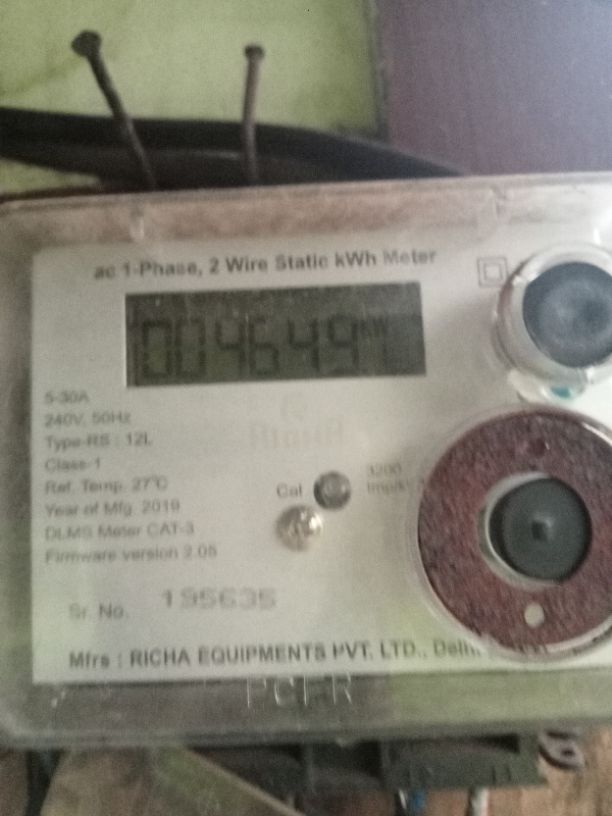 ac 1-Phase, 2 Wire Static kWh Meter
004649
5-30A
240V, 50Hz
Type-RS : 12L
Class-1
Ref. Temp. 27°C
Year of Mfg. 2019
DLMS Meter CAT-3
Firmware version 2.05
Cal
3200
Imp/k
Sr. No. 195635
Mfrs : RICHA EQUIPMENTS PVT. LTD., Delhi